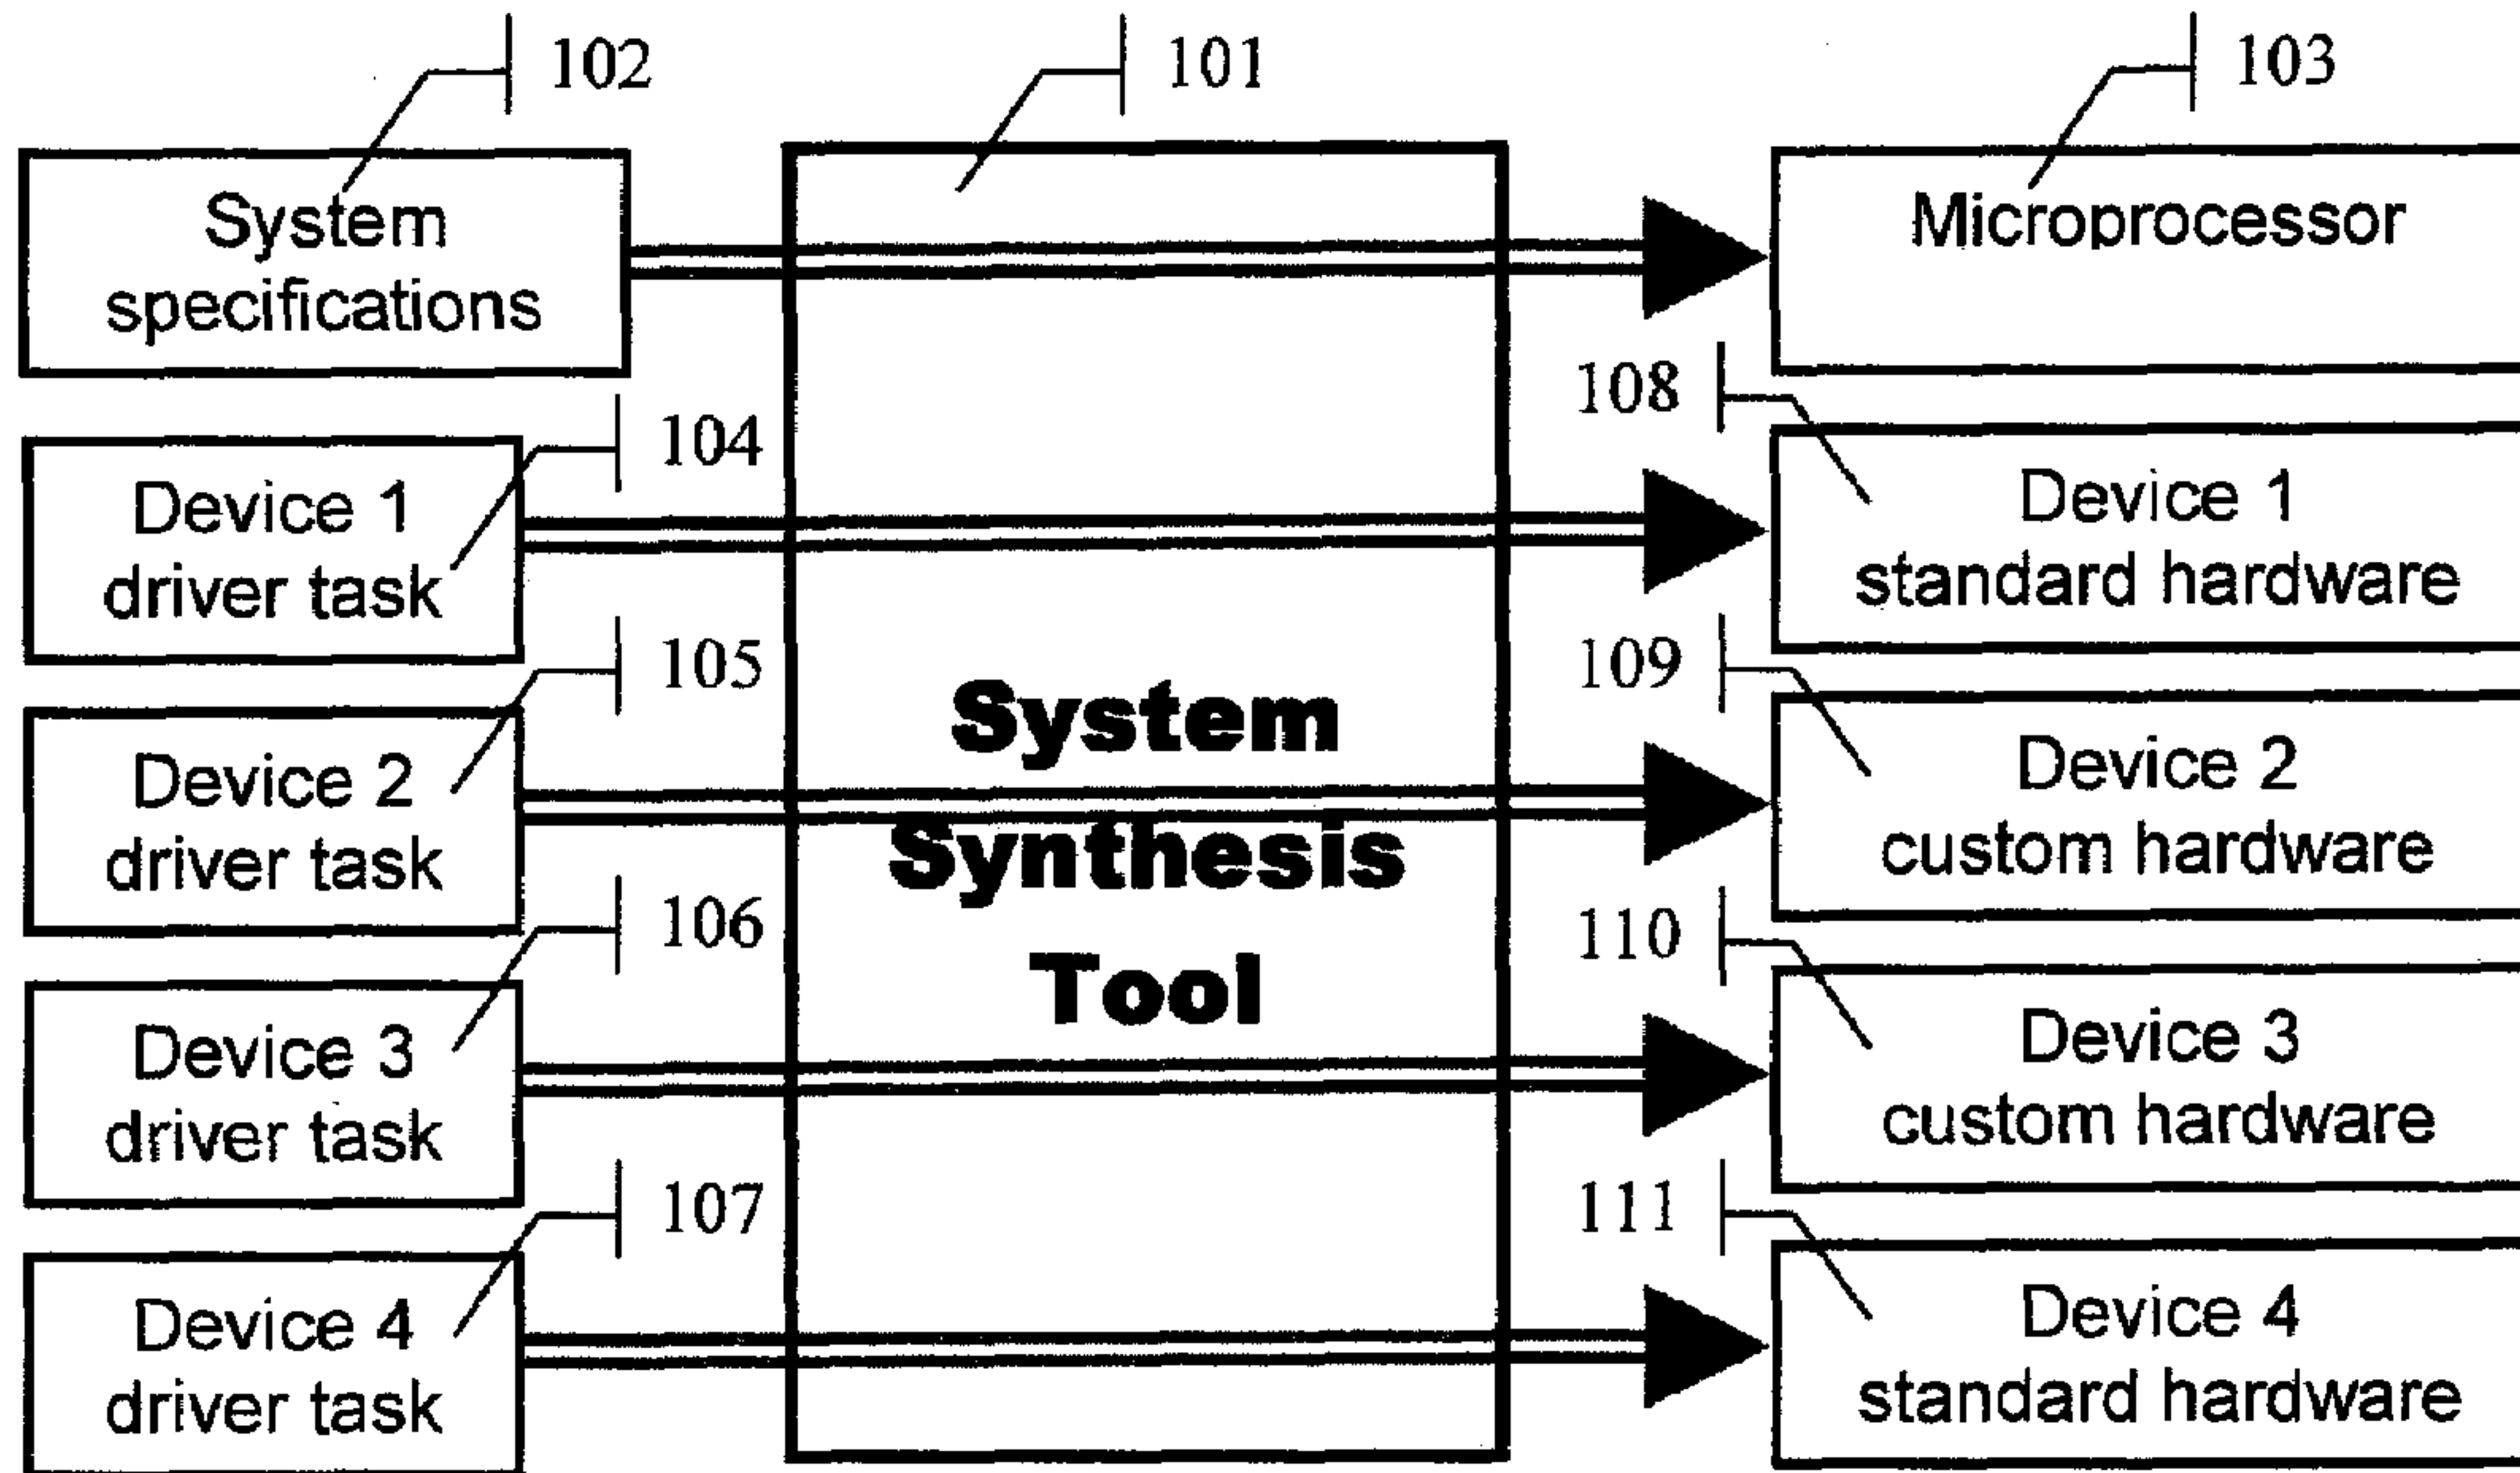 102
101
103
System
specifications
Microprocessor
108
104
Device 1
driver task
Device 1
standard hardware
105
109
System
Synthesis
Tool
Device 2
driver task
Device 2
custom hardware
106
110
Device 3
driver task
Device 3
custom hardware
107
111
Device 4
driver task
Device 4
standard hardware